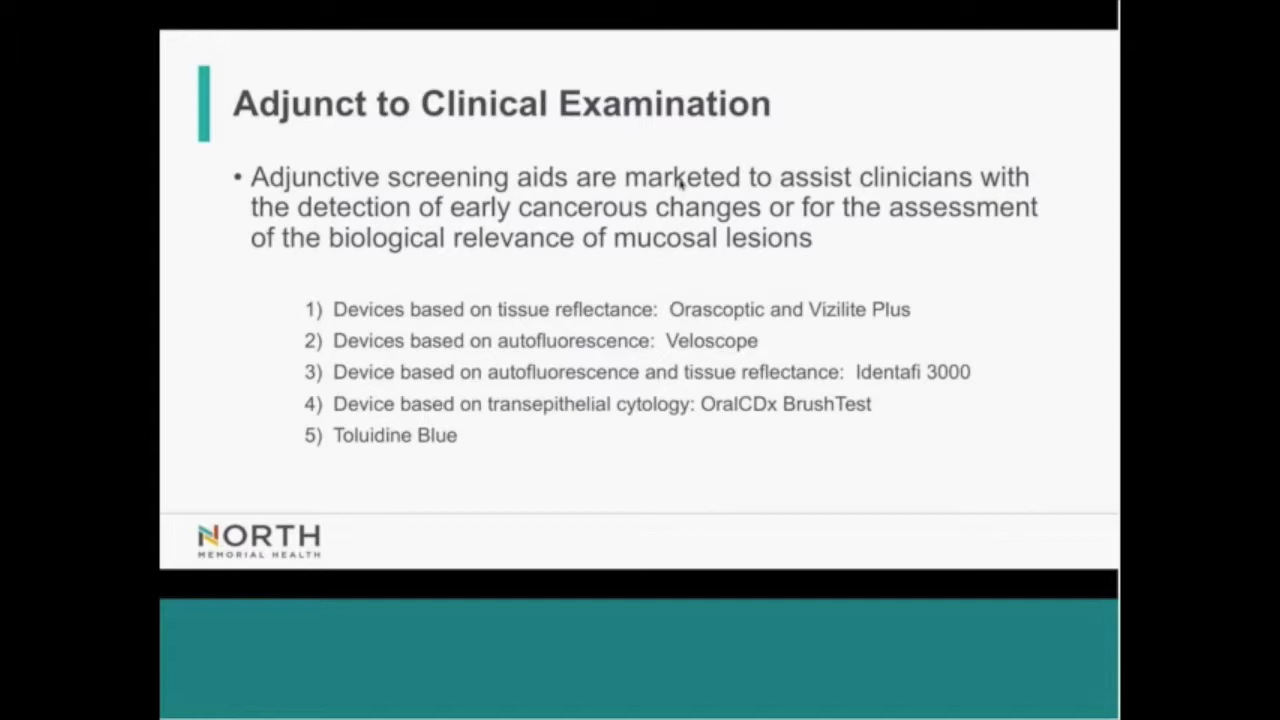 Adjunct to Clinical Examination
• Adjunctive screening aids are marketed to assist clinicians with
the detection of early cancerous changes or for the assessment
of the biological relevance of mucosal lesions
1) Devices based on tissue reflectance: Orascoptic and Vizilite Plus
2) Devices based on autofluorescence: Veloscope
3) Device based on autofluorescence and tissue reflectance: Identafi 3000
4) Device based on transepithelial cytology: OralCDx BrushTest
5) Toluidine Blue
NORTH
MEMORIAL HEALTH